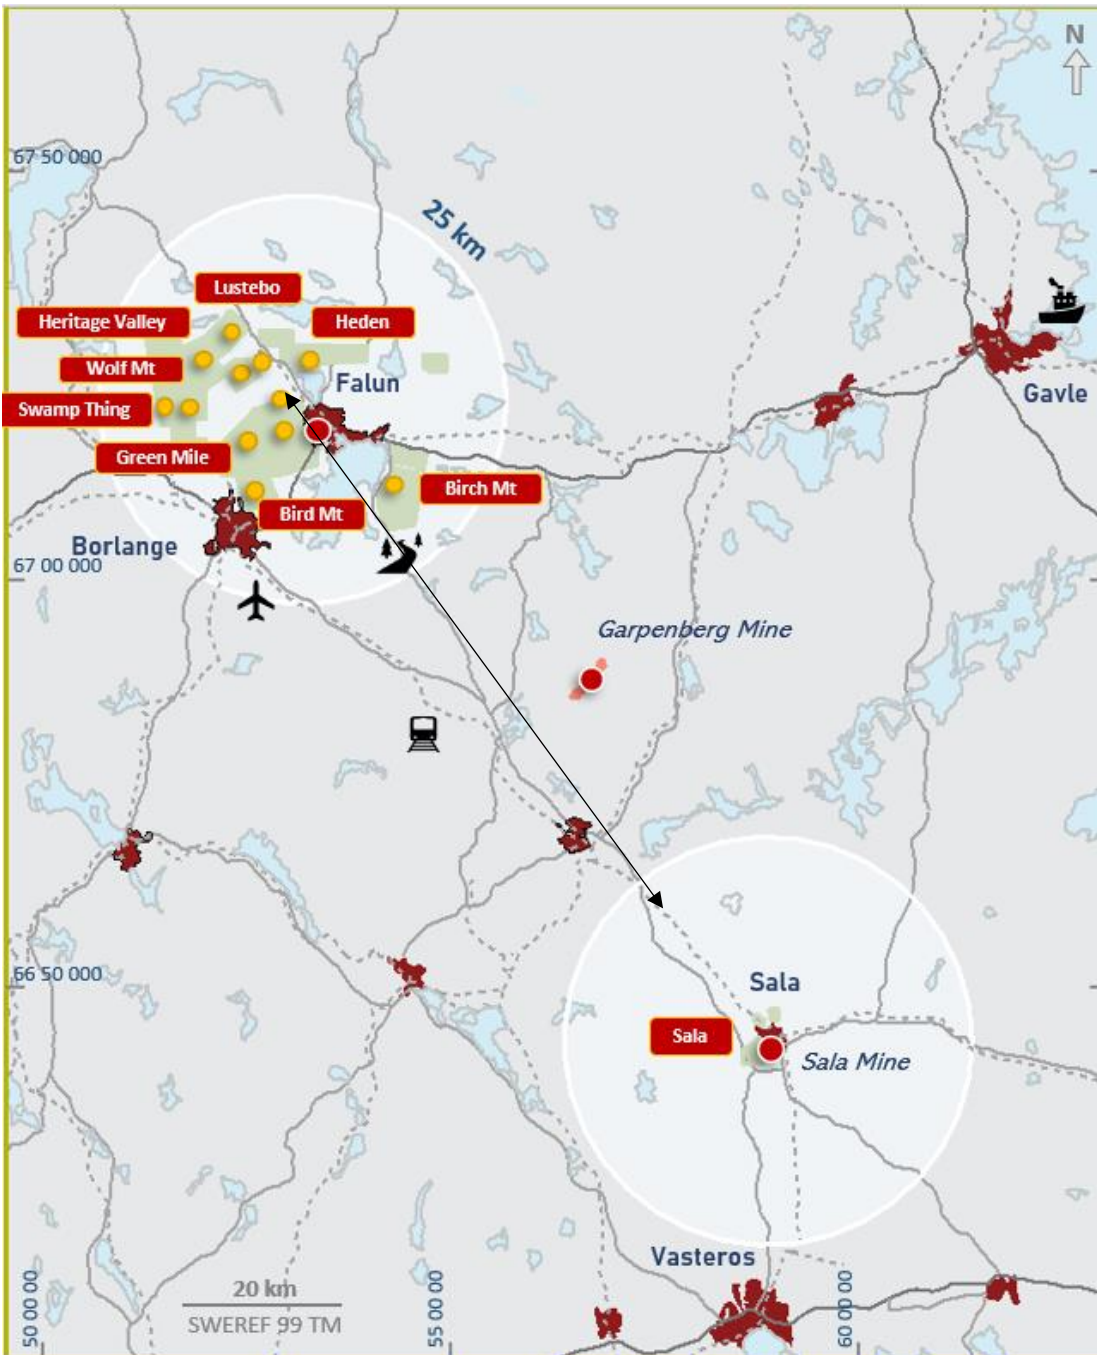 N
67 50 000
25 km
Lustebo
Heritage Valley
Heden
Wolf Mt
Falun
Swamp Thing
Gavle
Green Mile
Birch Mt
Bird Mt
Borlange
67 00 000
Garpenberg Mine
66 50 000
Sala
Sala
Sala Mine
Vasteros
20 km
SWEREF 99 TM
50 00 00
55 00 00
60 00 00